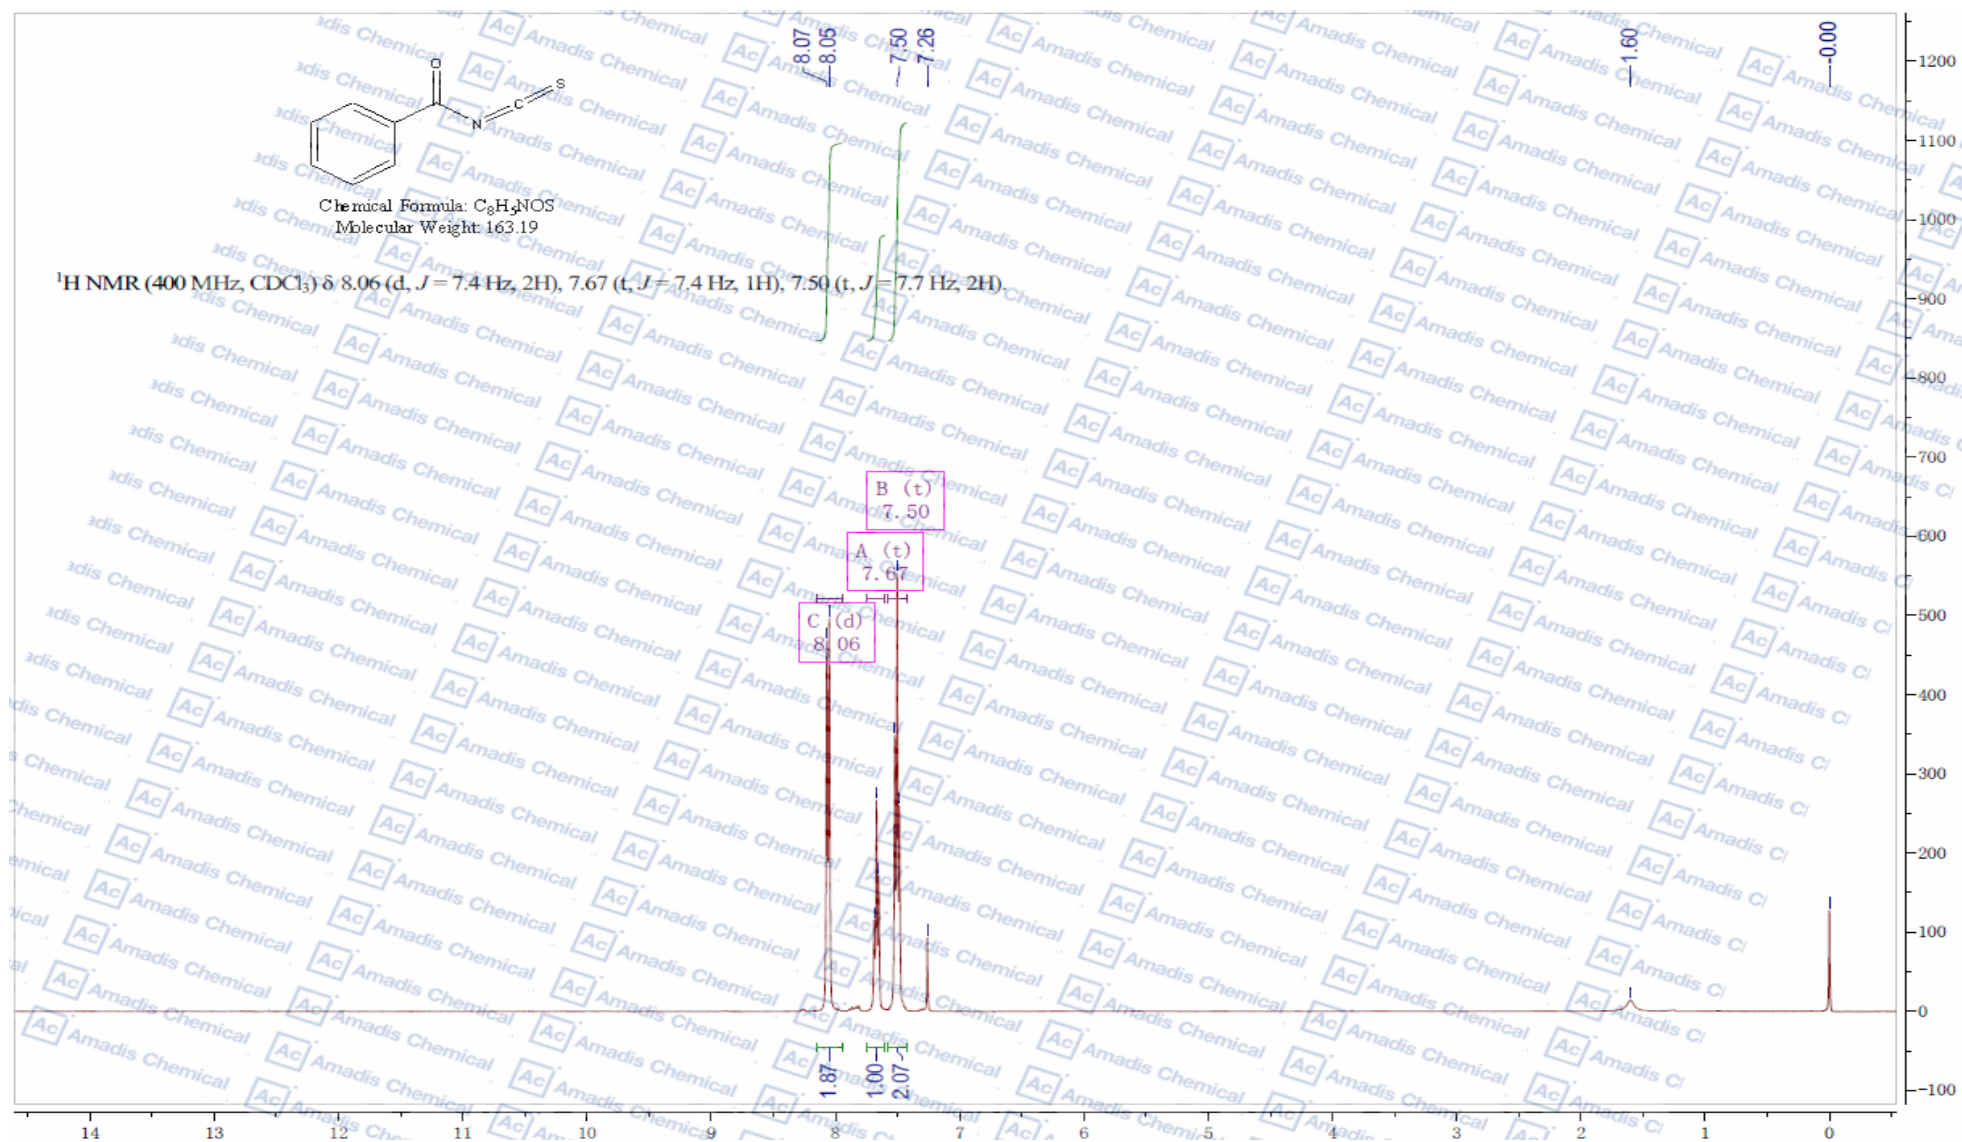 8.07
8.05
7.50
7.26
1.60
-0.00
O
S
C
N
Chemical Formula: C₈H₅NOS
Molecular Weight: 163.19
¹H NMR (400 MHz, CDCl₃) δ 8.06 (d, J = 7.4 Hz, 2H), 7.67 (t, J = 7.4 Hz, 1H), 7.50 (t, J = 7.7 Hz, 2H).
B (t)
7.50
A (t)
7.67
C (d)
8.06
1.87
1.00
2.07
1200
1100
1000
900
800
700
600
500
400
300
200
100
0
-100
14 13 12 11 10 9 8 7 6 5 4 3 2 1 0
Ac Amadis Chemical